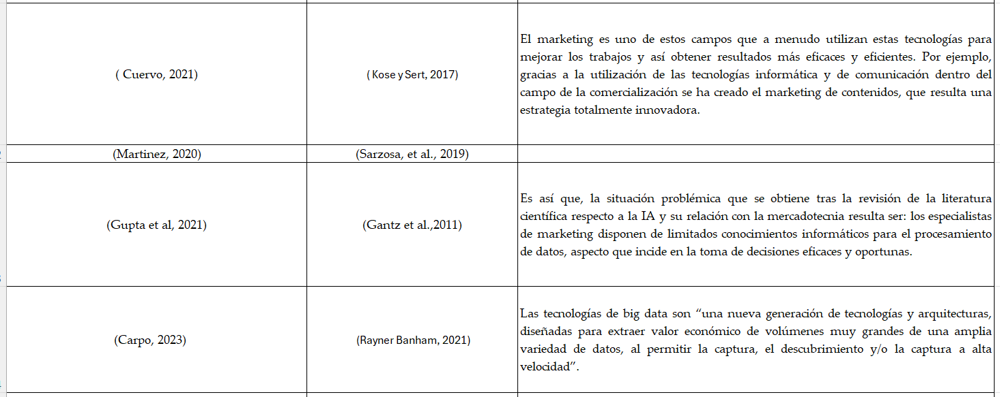 ( Cuervo, 2021)
( Kose y Sert, 2017)
El marketing es uno de estos campos que a menudo utilizan estas tecnologías para
mejorar los trabajos y así obtener resultados más eficaces y eficientes. Por ejemplo,
gracias a la utilización de las tecnologías informática y de comunicación dentro del
campo de la comercialización se ha creado el marketing de contenidos, que resulta una
estrategia totalmente innovadora.
(Martinez, 2020)
(Sarzosa, et al., 2019)
(Gupta et al, 2021)
(Gantz et al.,2011)
Es así que, la situación problémica que se obtiene tras la revisión de la literatura
científica respecto a la IA y su relación con la mercadotecnia resulta ser: los especialistas
de marketing disponen de limitados conocimientos informáticos para el procesamiento
de datos, aspecto que incide en la toma de decisiones eficaces y oportunas.
(Carpo, 2023)
(Rayner Banham, 2021)
Las tecnologías de big data son “una nueva generación de tecnologías y arquitecturas,
diseñadas para extraer valor económico de volúmenes muy grandes de una amplia
variedad de datos, al permitir la captura, el descubrimiento y/o la captura a alta
velocidad”.